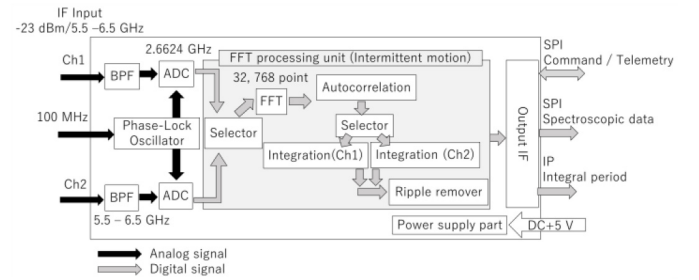 IF Input
-23 dBm/5.5 –6.5 GHz
Ch1
BPF
2.6624 GHz
ADC
FFT processing unit (Intermittent motion)
32, 768 point
FFT
Autocorrelation
SPI
Command / Telemetry
100 MHz
Phase-Lock
Oscillator
Selector
Selector
Output IF
SPI
Spectroscopic data
Integration(Ch1)
Integration (Ch2)
Ch2
BPF
ADC
Ripple remover
IP
Integral period
5.5 – 6.5 GHz
Power supply part
DC+5 V
Analog signal
Digital signal